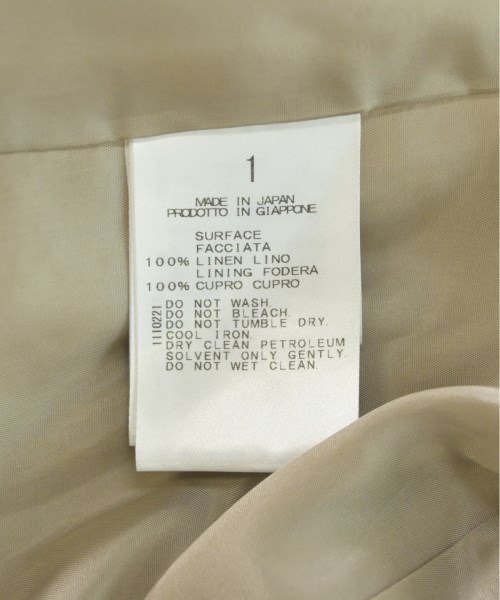 1
MADE IN JAPAN
PRODOTTO IN GIAPPONE
SURFACE
FACCIATA
100% LINEN LINO
LINING FODERA
100% CUPRO CUPRO
1110221
DO NOT WASH.
DO NOT BLEACH.
DO NOT TUMBLE DRY.
COOL IRON.
DRY CLEAN PETROLEUM
SOLVENT ONLY GENTLY.
DO NOT WET CLEAN.